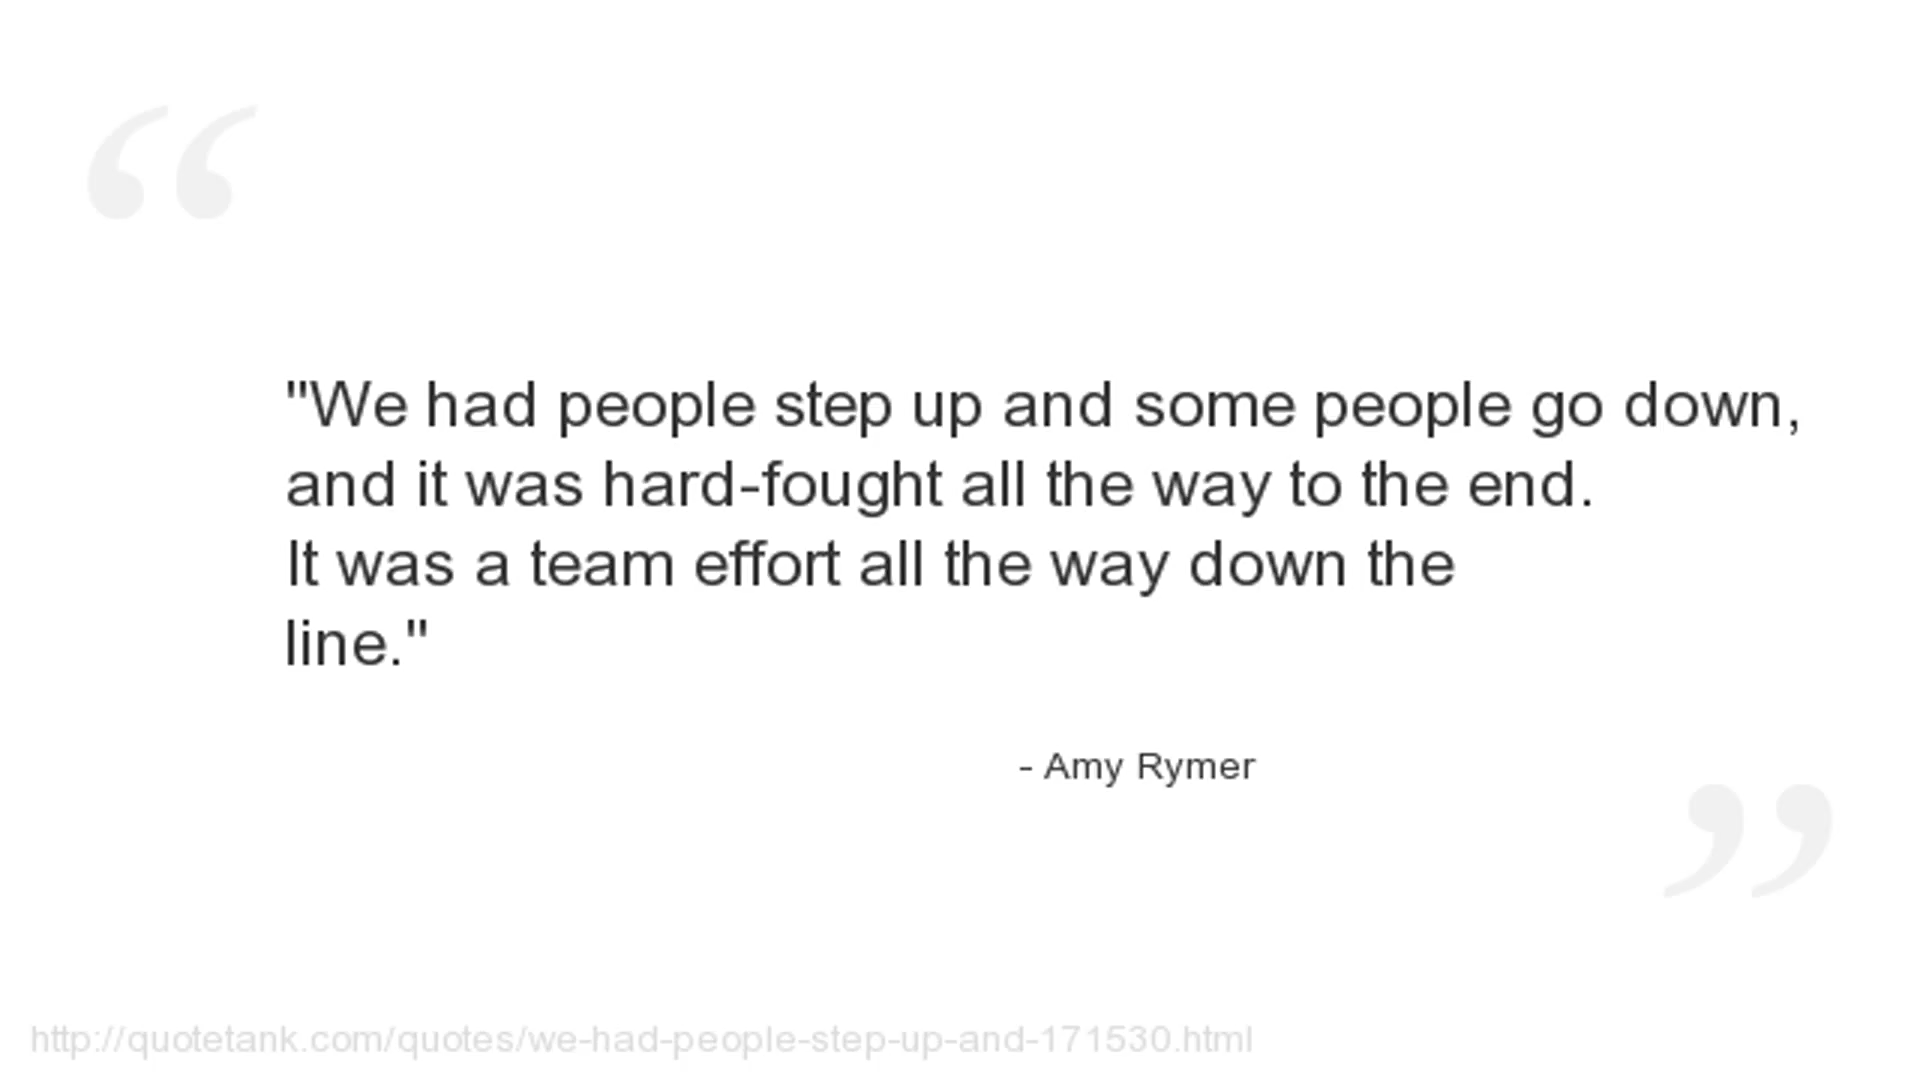 "We had people step up and some people go down,
and it was hard-fought all the way to the end.
It was a team effort all the way down the
line."
- Amy Rymer
http://quotetank.com/quotes/we-had-people-step-up-and-171530.html